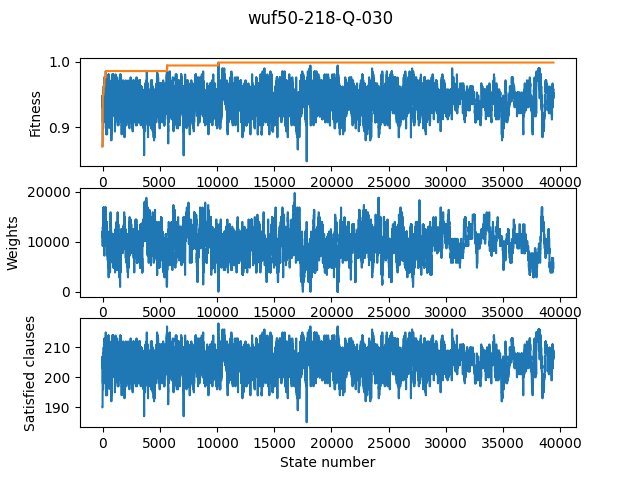 wuf50-218-Q-030
1.0
0.9
Fitness
0 5000 10000 15000 20000 25000 30000 35000 40000
20000
10000
0
Weights
0 5000 10000 15000 20000 25000 30000 35000 40000
210
200
190
Satisfied clauses
0 5000 10000 15000 20000 25000 30000 35000 40000
State number